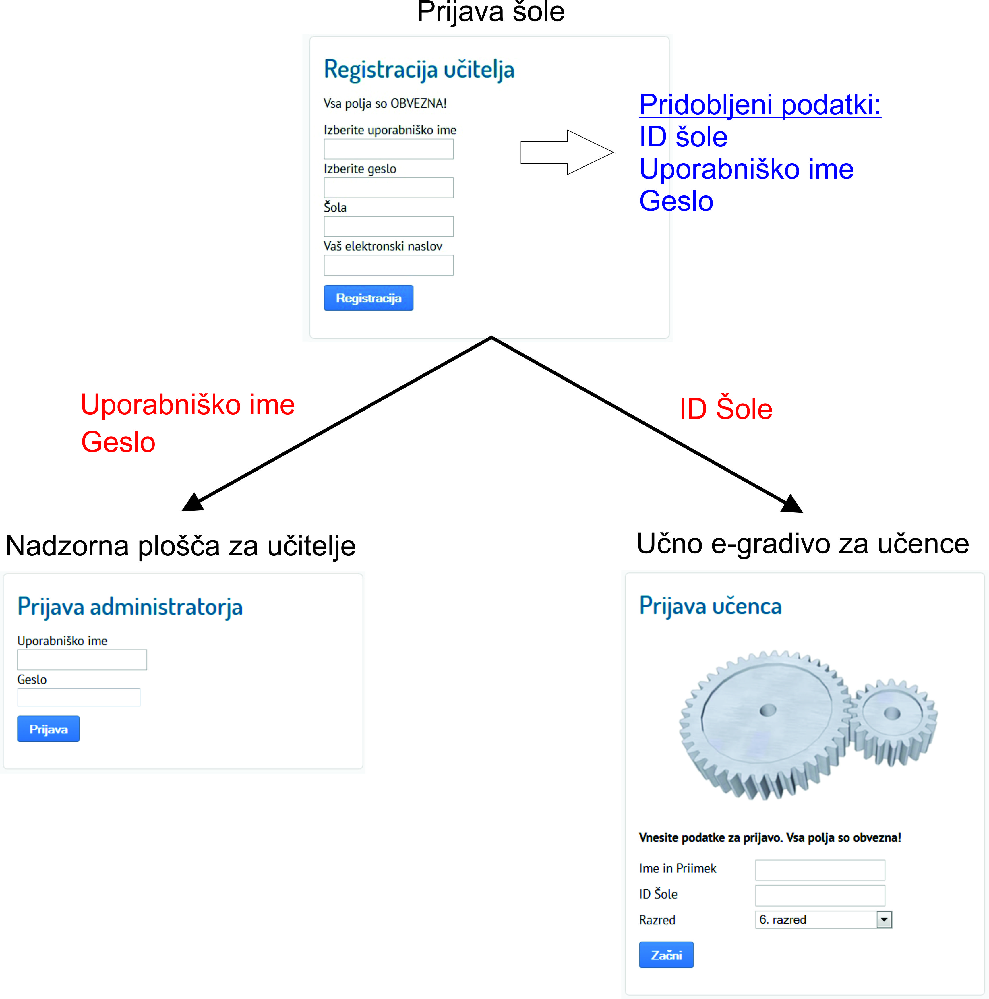 Prijava šole
Registracija učitelja
Vsa polja so OBVEZNA!
Izberite uporabniško ime
Izberite geslo
Šola
Vaš elektronski naslov
Registracija
Pridobljeni podatki:
ID šole
Uporabniško ime
Geslo
Uporabniško ime
Geslo
ID Šole
Nadzorna plošča za učitelje
Prijava administratorja
Uporabniško ime
Geslo
Prijava
Učno e-gradivo za učence
Prijava učenca
Vnesite podatke za prijavo. Vsa polja so obvezna!
Ime in Priimek
ID Šole
Razred 6. razred
Začni